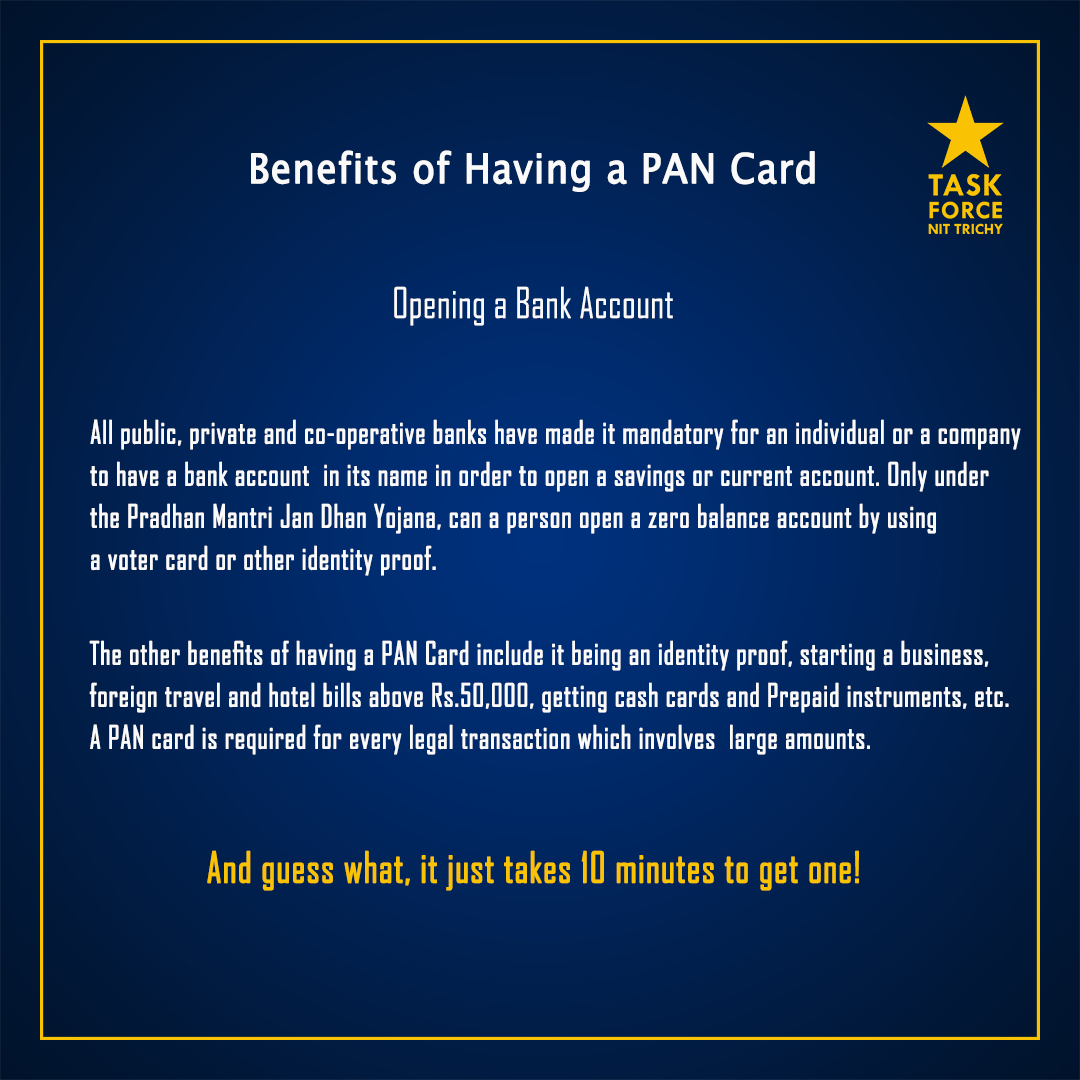 Benefits of Having a PAN Card
TASK
FORCE
NIT TRICHY
Opening a Bank Account
All public, private and co-operative banks have made it mandatory for an individual or a company
to have a bank account  in its name in order to open a savings or current account. Only under
the Pradhan Mantri Jan Dhan Yojana, can a person open a zero balance account by using
a voter card or other identity proof.
The other benefits of having a PAN Card include it being an identity proof, starting a business,
foreign travel and hotel bills above Rs.50,000, getting cash cards and Prepaid instruments, etc.
A PAN card is required for every legal transaction which involves  large amounts.
And guess what, it just takes 10 minutes to get one!